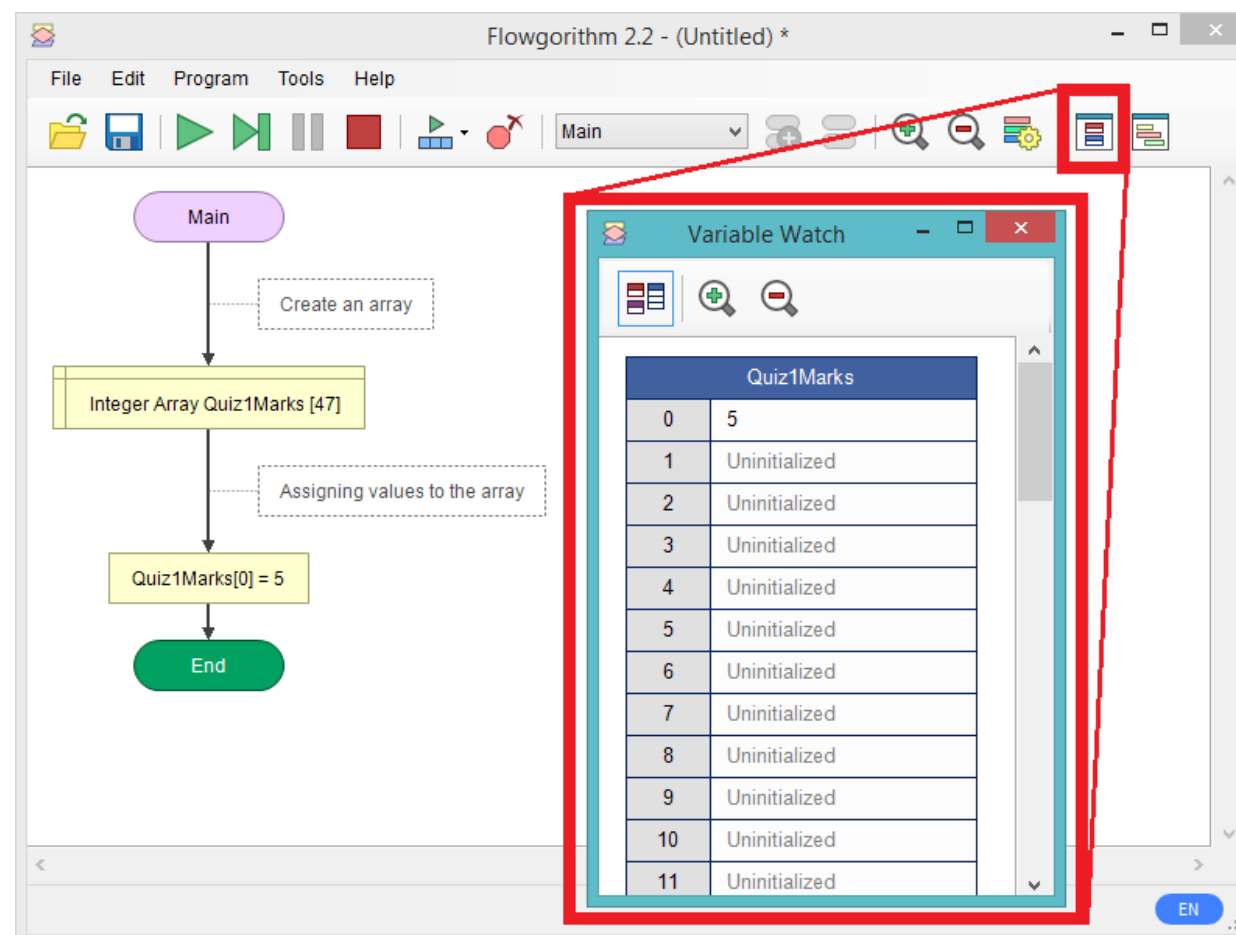 Flowgorithm 2.2 - (Untitled) *
File Edit Program Tools Help
Main
Main
Create an array
Integer Array Quiz1Marks [47]
Assigning values to the array
Quiz1Marks[0] = 5
End
Variable Watch
Quiz1Marks
0 5
1 Uninitialized
2 Uninitialized
3 Uninitialized
4 Uninitialized
5 Uninitialized
6 Uninitialized
7 Uninitialized
8 Uninitialized
9 Uninitialized
10 Uninitialized
11 Uninitialized
EN